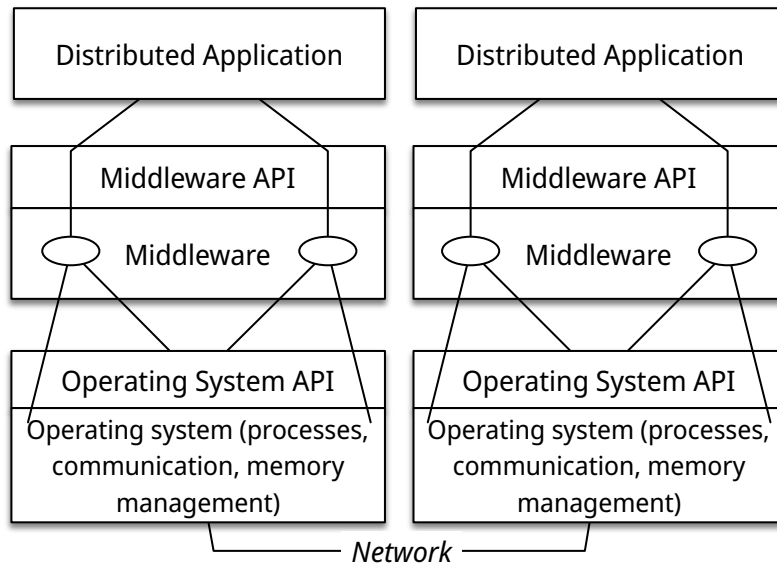 Distributed Application
Middleware API
Middleware
Operating System API
Operating system (processes,
communication, memory
management)
Distributed Application
Middleware API
Middleware
Operating System API
Operating system (processes,
communication, memory
management)
Network